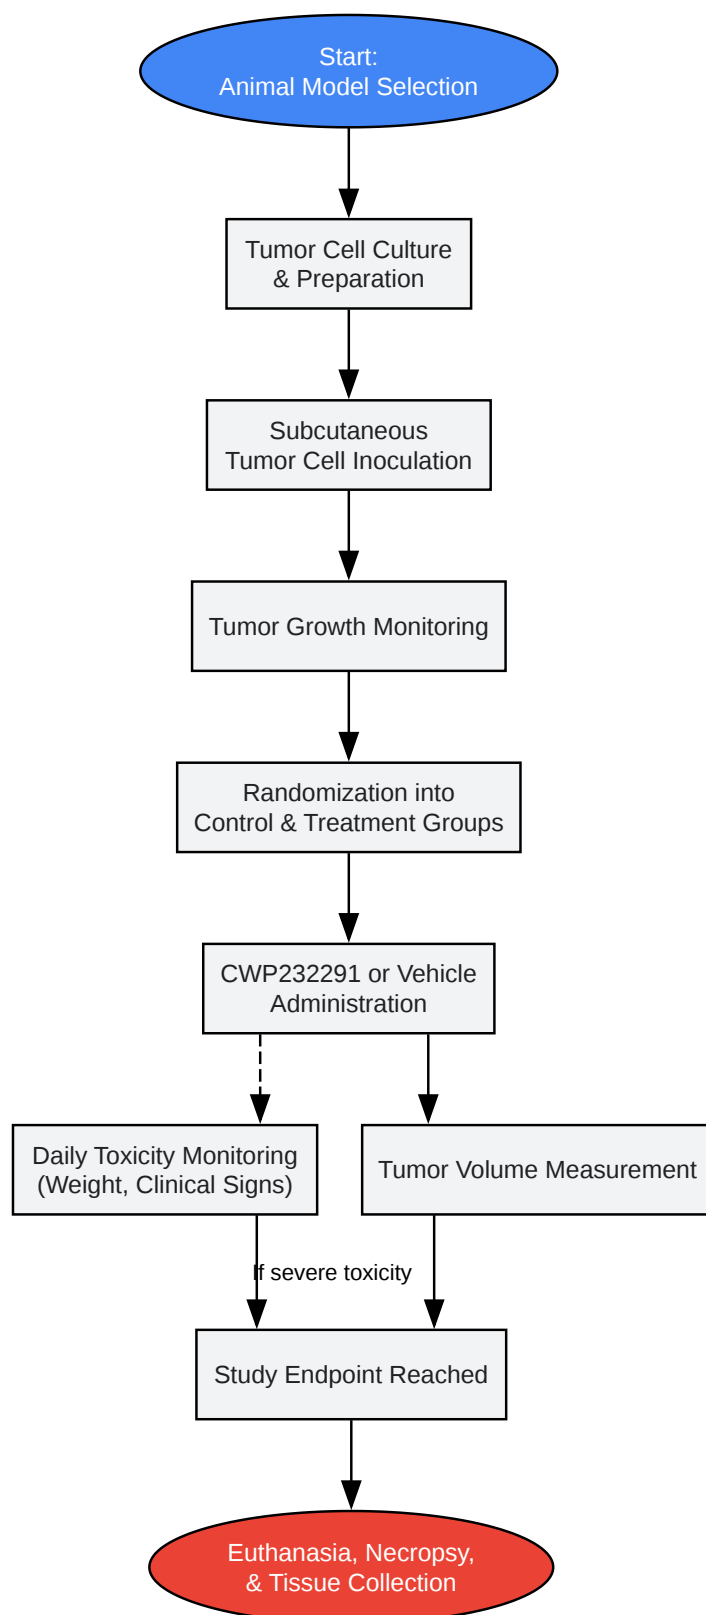 Start:
Animal Model Selection
Tumor Cell Culture
& Preparation
Subcutaneous
Tumor Cell Inoculation
Tumor Growth Monitoring
Randomization into
Control & Treatment Groups
CWP232291 or Vehicle
Administration
Daily Toxicity Monitoring
(Weight, Clinical Signs)
Tumor Volume Measurement
If severe toxicity
Study Endpoint Reached
Euthanasia, Necropsy,
& Tissue Collection